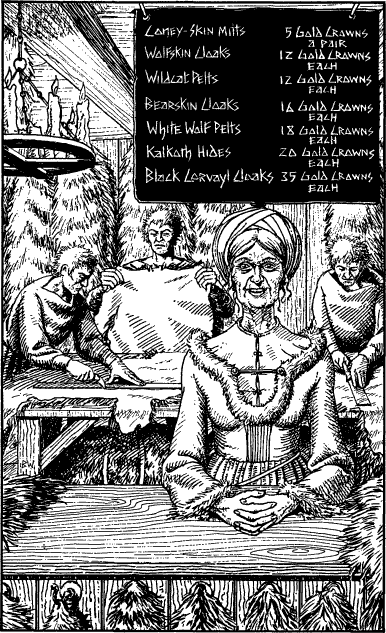 Coney-Skin Mitts 5 Gold Crowns
a pair
Wolfskin Cloaks 12 Gold Crowns
each
Wildcat Pelts 12 Gold Crowns
each
Bearskin Cloaks 16 Gold Crowns
each
White Wolf Pelts 18 Gold Crowns
each
Kalkoth Hides 20 Gold Crowns
each
Black Corvayl Cloaks 35 Gold Crowns
each